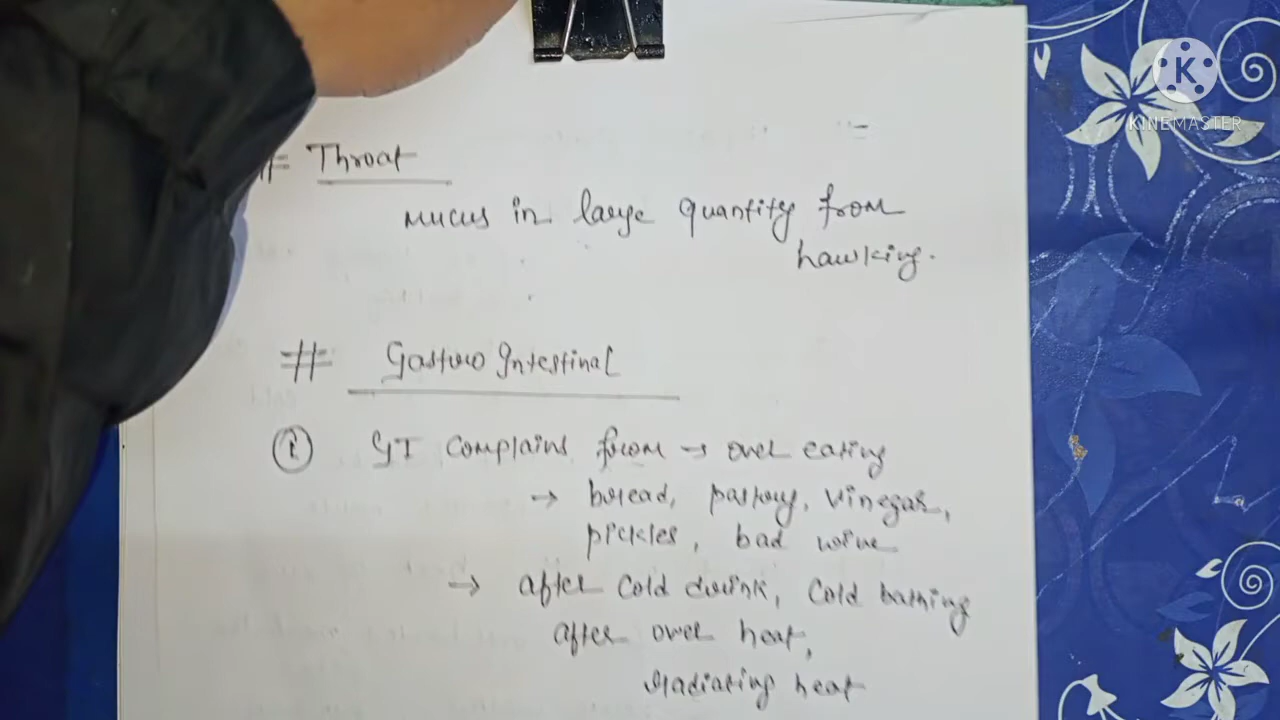 # Throat
Mucus in large quantity from
hawking.
# Gastro Intestinal
① GI Complains from → over eating
→ bread, pastry, vinegar,
pickles, bad wine
→ after Cold drink, Cold bathing
after over heat,
radiating heat
K
KINEMASTER